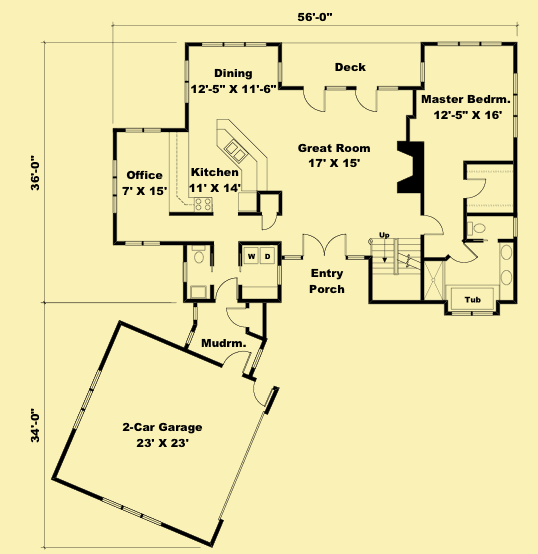 56'-0"
Deck
Dining
12'-5" X 11'-6"
Master Bedrm.
12'-5" X 16'
36'-0"
Great Room
17' X 15'
Office
7' X 15'
Kitchen
11' X 14'
Up
W D
Entry
Porch
Tub
Mudrm.
34'-0"
2-Car Garage
23' X 23'